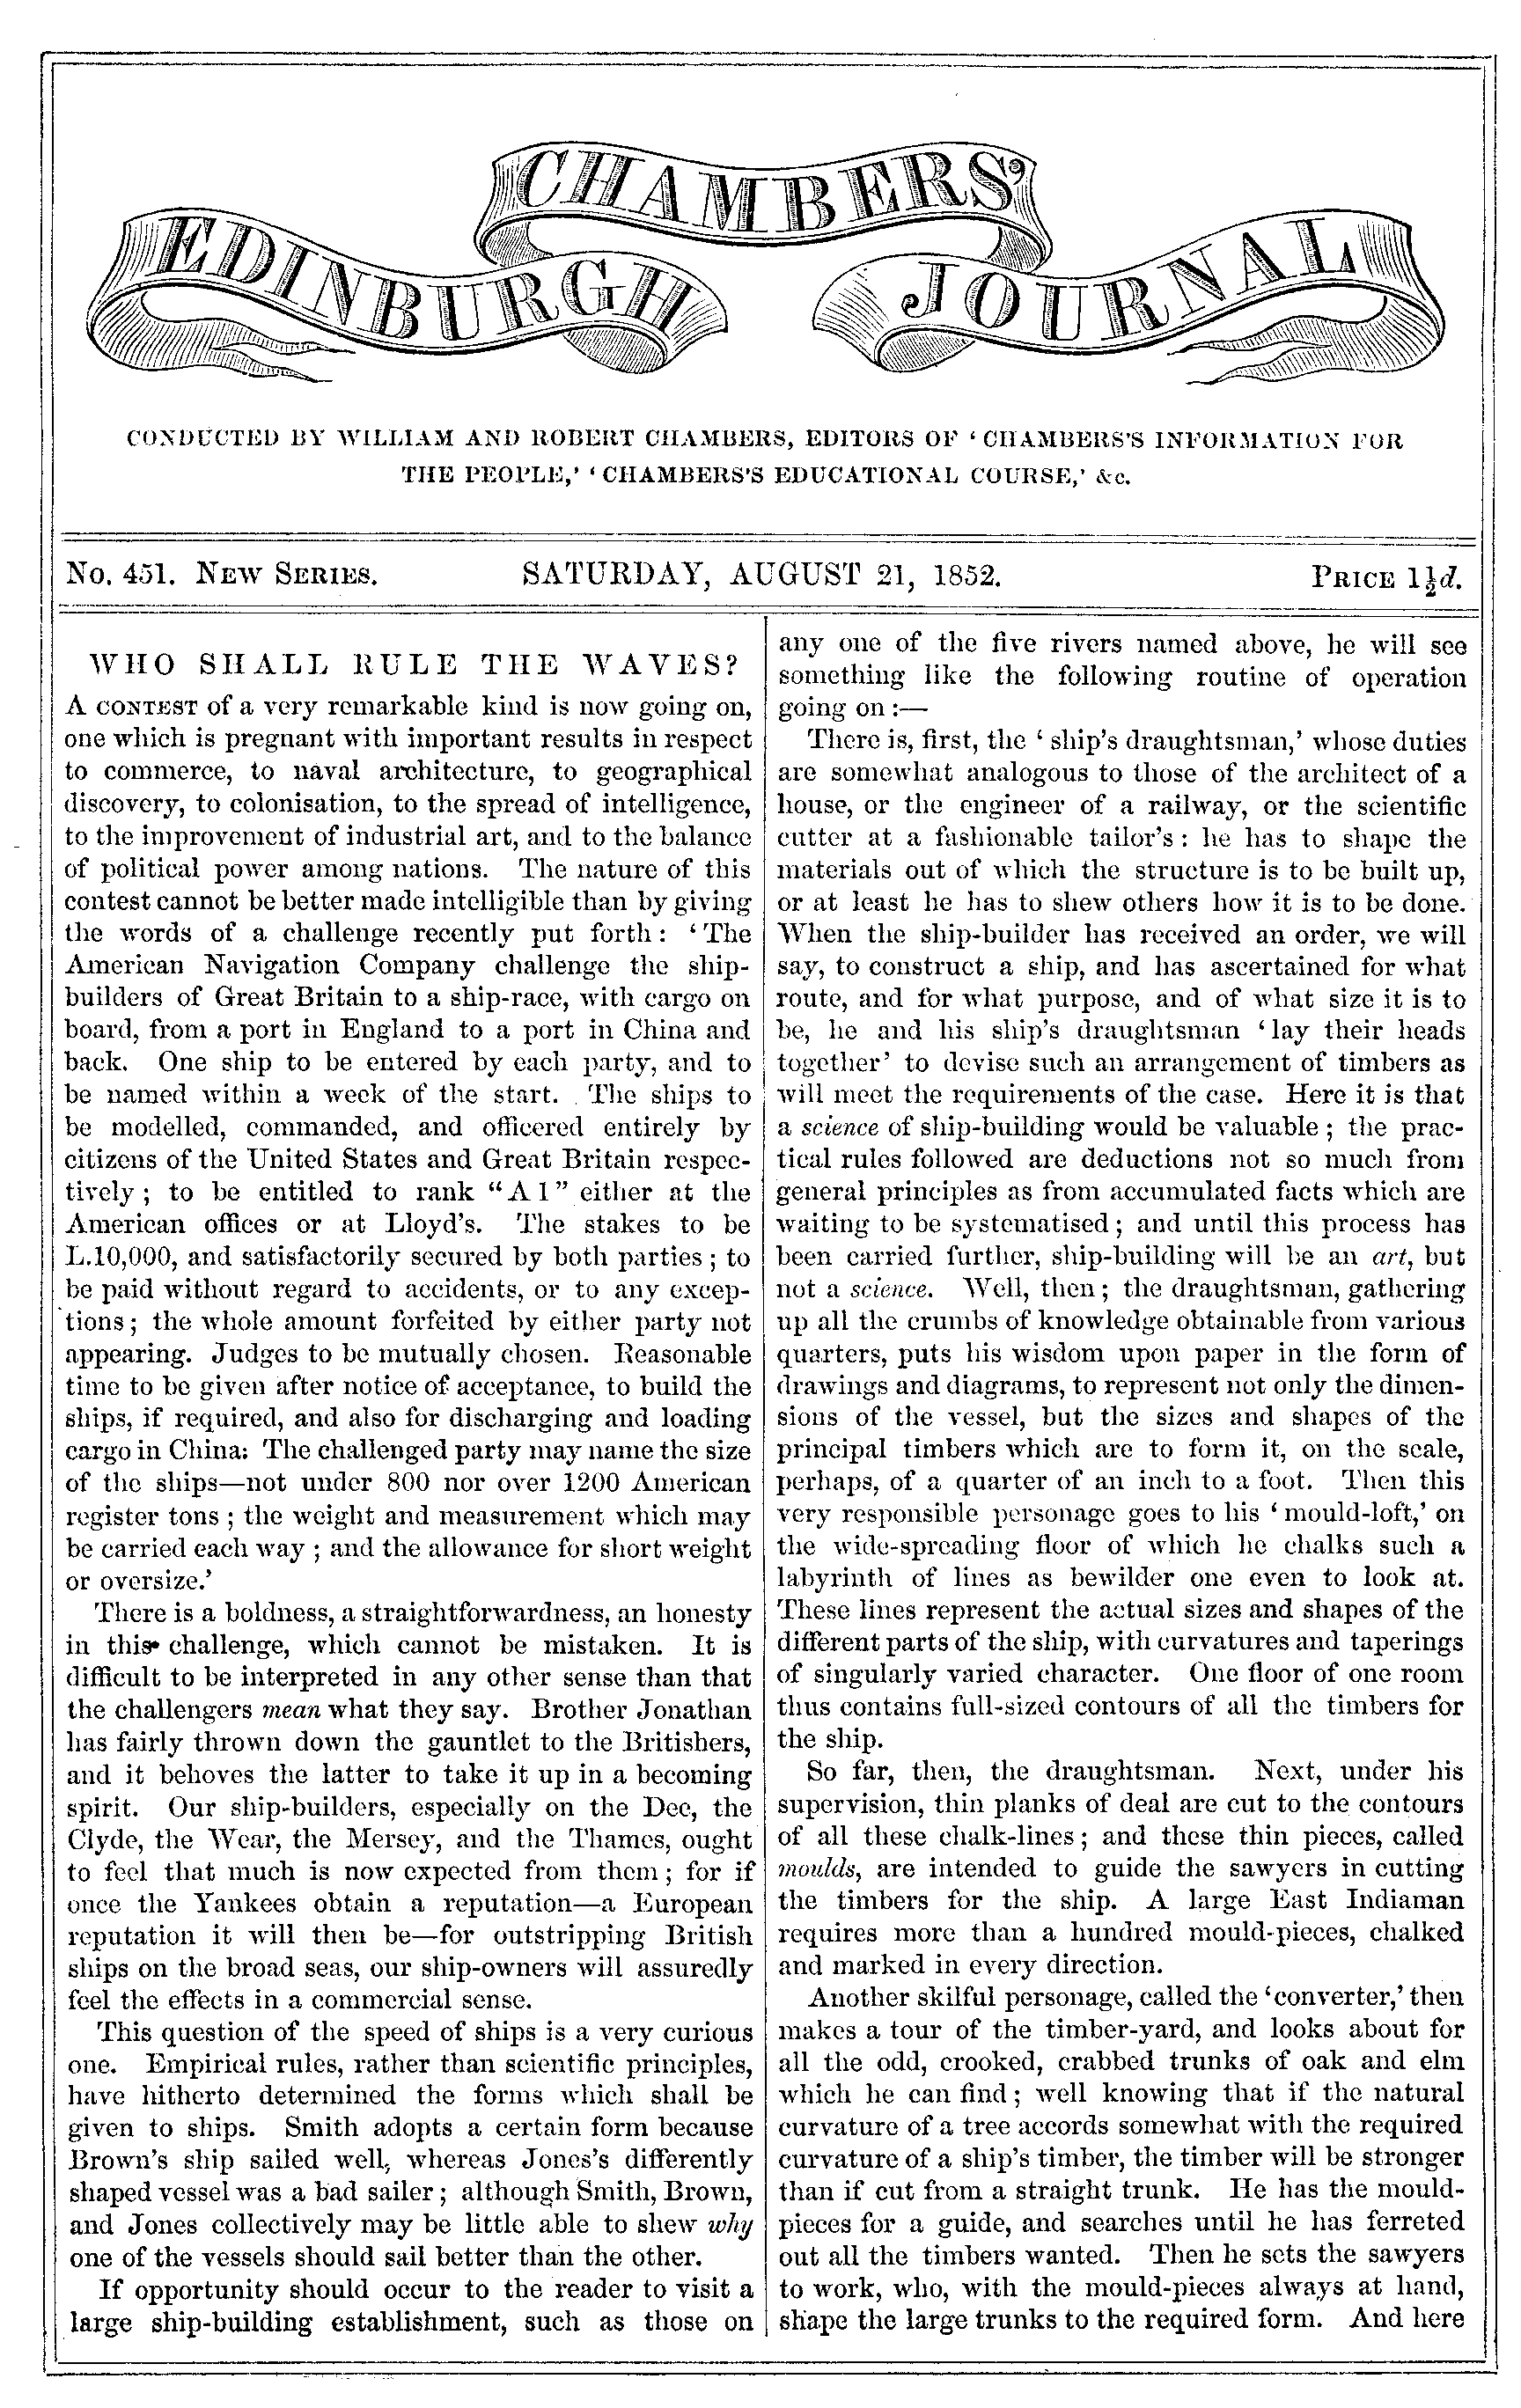 CHAMBERS'
EDINBURGH JOURNAL
CONDUCTED BY WILLIAM AND ROBERT CHAMBERS, EDITORS OF ‘CHAMBERS'S INFORMATION FOR
THE PEOPLE,’ ‘CHAMBERS'S EDUCATIONAL COURSE,’ &c.
No. 451. NEW SERIES. SATURDAY, AUGUST 21, 1852. PRICE 1½d.
WHO SHALL RULE THE WAVES?
A CONTEST of a very remarkable kind is now going on,
one which is pregnant with important results in respect
to commerce, to naval architecture, to geographical
discovery, to colonisation, to the spread of intelligence,
to the improvement of industrial art, and to the balance
of political power among nations. The nature of this
contest cannot be better made intelligible than by giving
the words of a challenge recently put forth: ‘The
American Navigation Company challenge the ship-
builders of Great Britain to a ship-race, with cargo on
board, from a port in England to a port in China and
back. One ship to be entered by each party, and to
be named within a week of the start. The ships to
be modelled, commanded, and officered entirely by
citizens of the United States and Great Britain respec-
tively; to be entitled to rank “A 1” either at the
American offices or at Lloyd's. The stakes to be
L.10,000, and satisfactorily secured by both parties; to
be paid without regard to accidents, or to any excep-
tions; the whole amount forfeited by either party not
appearing. Judges to be mutually chosen. Reasonable
time to be given after notice of acceptance, to build the
ships, if required, and also for discharging and loading
cargo in China: The challenged party may name the size
of the ships—not under 800 nor over 1200 American
register tons; the weight and measurement which may
be carried each way; and the allowance for short weight
or oversize.’
There is a boldness, a straightforwardness, an honesty
in this challenge, which cannot be mistaken. It is
difficult to be interpreted in any other sense than that
the challengers mean what they say. Brother Jonathan
has fairly thrown down the gauntlet to the Britishers,
and it behoves the latter to take it up in a becoming
spirit. Our ship-builders, especially on the Dee, the
Clyde, the Wear, the Mersey, and the Thames, ought
to feel that much is now expected from them; for if
once the Yankees obtain a reputation—a European
reputation it will then be—for outstripping British
ships on the broad seas, our ship-owners will assuredly
feel the effects in a commercial sense.
This question of the speed of ships is a very curious
one. Empirical rules, rather than scientific principles,
have hitherto determined the forms which shall be
given to ships. Smith adopts a certain form because
Brown's ship sailed well, whereas Jones's differently
shaped vessel was a bad sailer; although Smith, Brown,
and Jones collectively may be little able to shew why
one of the vessels should sail better than the other.
If opportunity should occur to the reader to visit a
large ship-building establishment, such as those on
any one of the five rivers named above, he will see
something like the following routine of operation
going on:—
There is, first, the ‘ship's draughtsman,’ whose duties
are somewhat analogous to those of the architect of a
house, or the engineer of a railway, or the scientific
cutter at a fashionable tailor's: he has to shape the
materials out of which the structure is to be built up,
or at least he has to shew others how it is to be done.
When the ship-builder has received an order, we will
say, to construct a ship, and has ascertained for what
route, and for what purpose, and of what size it is to
be, he and his ship's draughtsman ‘lay their heads
together’ to devise such an arrangement of timbers as
will meet the requirements of the case. Here it is that
a science of ship-building would be valuable; the prac-
tical rules followed are deductions not so much from
general principles as from accumulated facts which are
waiting to be systematised; and until this process has
been carried further, ship-building will be an art, but
not a science. Well, then; the draughtsman, gathering
up all the crumbs of knowledge obtainable from various
quarters, puts his wisdom upon paper in the form of
drawings and diagrams, to represent not only the dimen-
sions of the vessel, but the sizes and shapes of the
principal timbers which are to form it, on the scale,
perhaps, of a quarter of an inch to a foot. Then this
very responsible personage goes to his ‘mould-loft,’ on
the wide-spreading floor of which he chalks such a
labyrinth of lines as bewilder one even to look at.
These lines represent the actual sizes and shapes of the
different parts of the ship, with curvatures and taperings
of singularly varied character. One floor of one room
thus contains full-sized contours of all the timbers for
the ship.
So far, then, the draughtsman. Next, under his
supervision, thin planks of deal are cut to the contours
of all these chalk-lines; and these thin pieces, called
moulds, are intended to guide the sawyers in cutting
the timbers for the ship. A large East Indiaman
requires more than a hundred mould-pieces, chalked
and marked in every direction.
Another skilful personage, called the ‘converter,’ then
makes a tour of the timber-yard, and looks about for
all the odd, crooked, crabbed trunks of oak and elm
which he can find; well knowing that if the natural
curvature of a tree accords somewhat with the required
curvature of a ship's timber, the timber will be stronger
than if cut from a straight trunk. He has the mould-
pieces for a guide, and searches until he has ferreted
out all the timbers wanted. Then he sets the sawyers
to work, who, with the mould-pieces always at hand,
shape the large trunks to the required form. And here